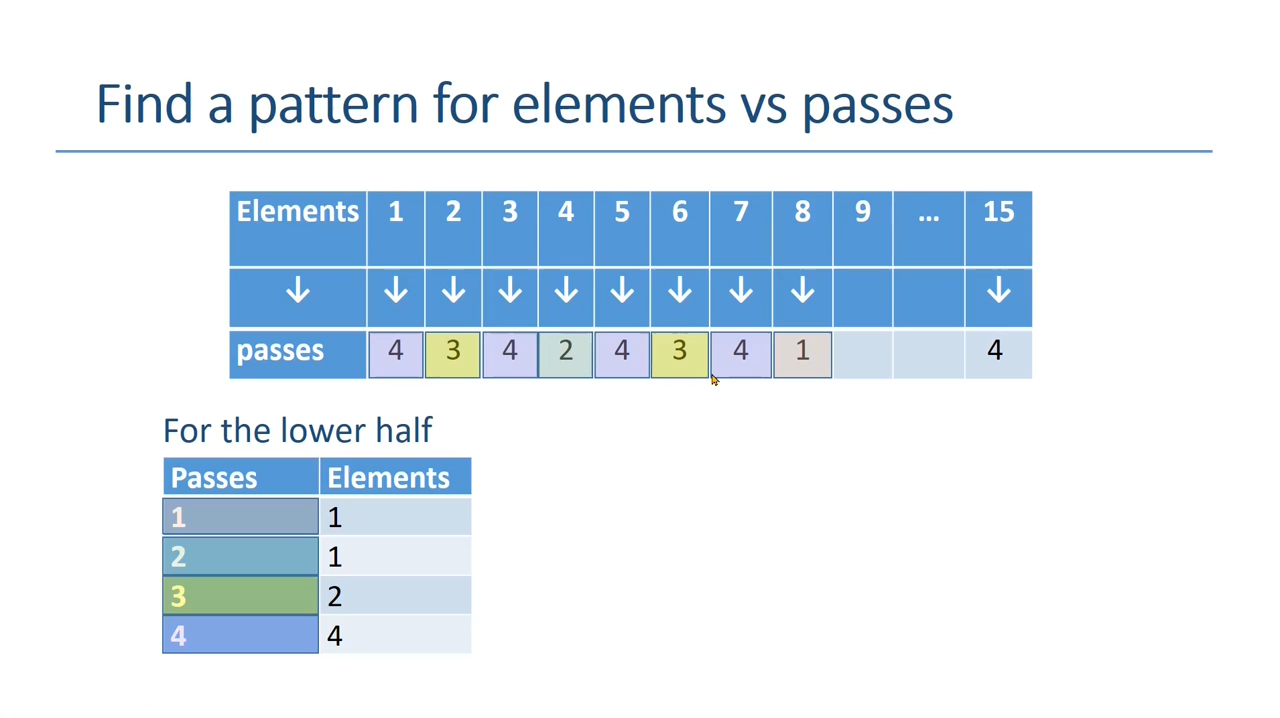 Find a pattern for elements vs passes
Elements 1 2 3 4 5 6 7 8 9 ... 15
↓ ↓ ↓ ↓ ↓ ↓ ↓ ↓ ↓ ↓
passes 4 3 4 2 4 3 4 1 4
For the lower half
Passes Elements
1 1
2 1
3 2
4 4